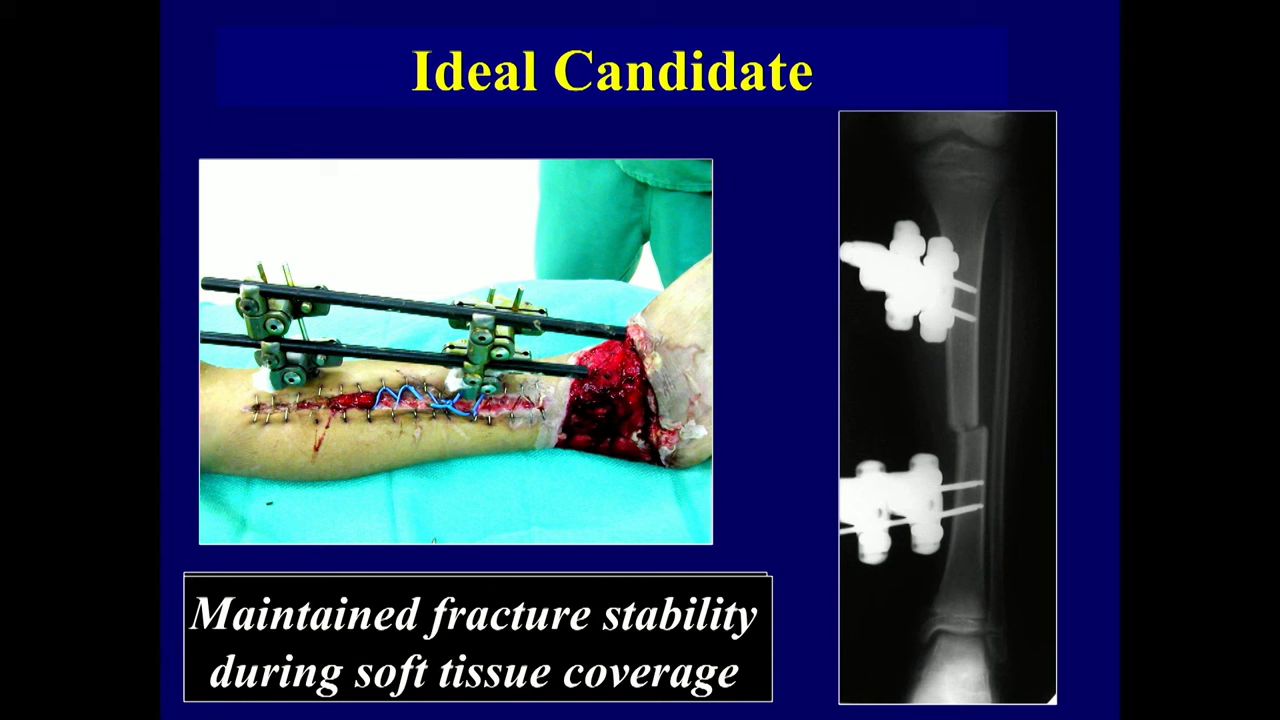 Ideal Candidate
Maintained fracture stability
during soft tissue coverage